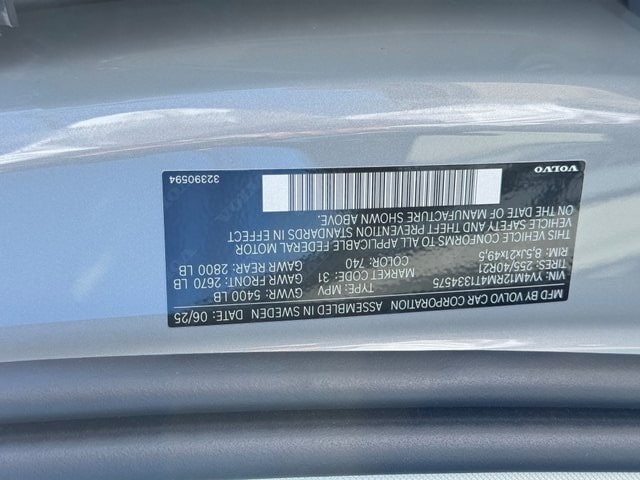 MFD BY VOLVO CAR CORPORATION ASSEMBLED IN SWEDEN 06/25
VIN: YV4M12RM4T1334575 TYPE: MPV GVWR: 5400 LB
TIRES: 255/40R21 MARKET CODE: 31 GAWR FRONT: 2670 LB
RIM: 8,5Jx21x49,5 COLOR: 740 GAWR REAR: 2800 LB
THIS VEHICLE CONFORMS TO ALL APPLICABLE FEDERAL MOTOR
VEHICLE SAFETY AND THEFT PREVENTION STANDARDS IN EFFECT
ON THE DATE OF MANUFACTURE SHOWN ABOVE.
VOLVO 32390594